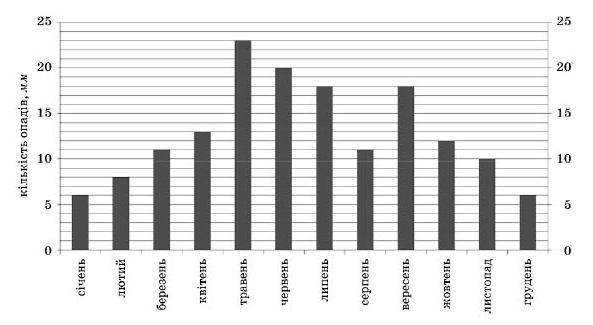 кількість опадів, мм
25
20
15
10
5
0
25
20
15
10
5
0
січень
лютий
березень
квітень
травень
червень
липень
серпень
вересень
жовтень
листопад
грудень